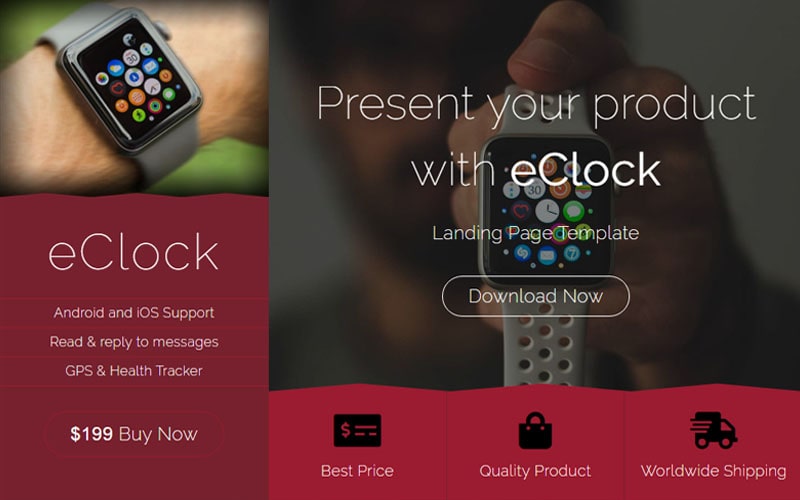 eClock
Android and iOS Support
Read & reply to messages
GPS & Health Tracker
$199 Buy Now
Present your product
with eClock
Landing Page Template
Download Now
Best Price
Quality Product
Worldwide Shipping